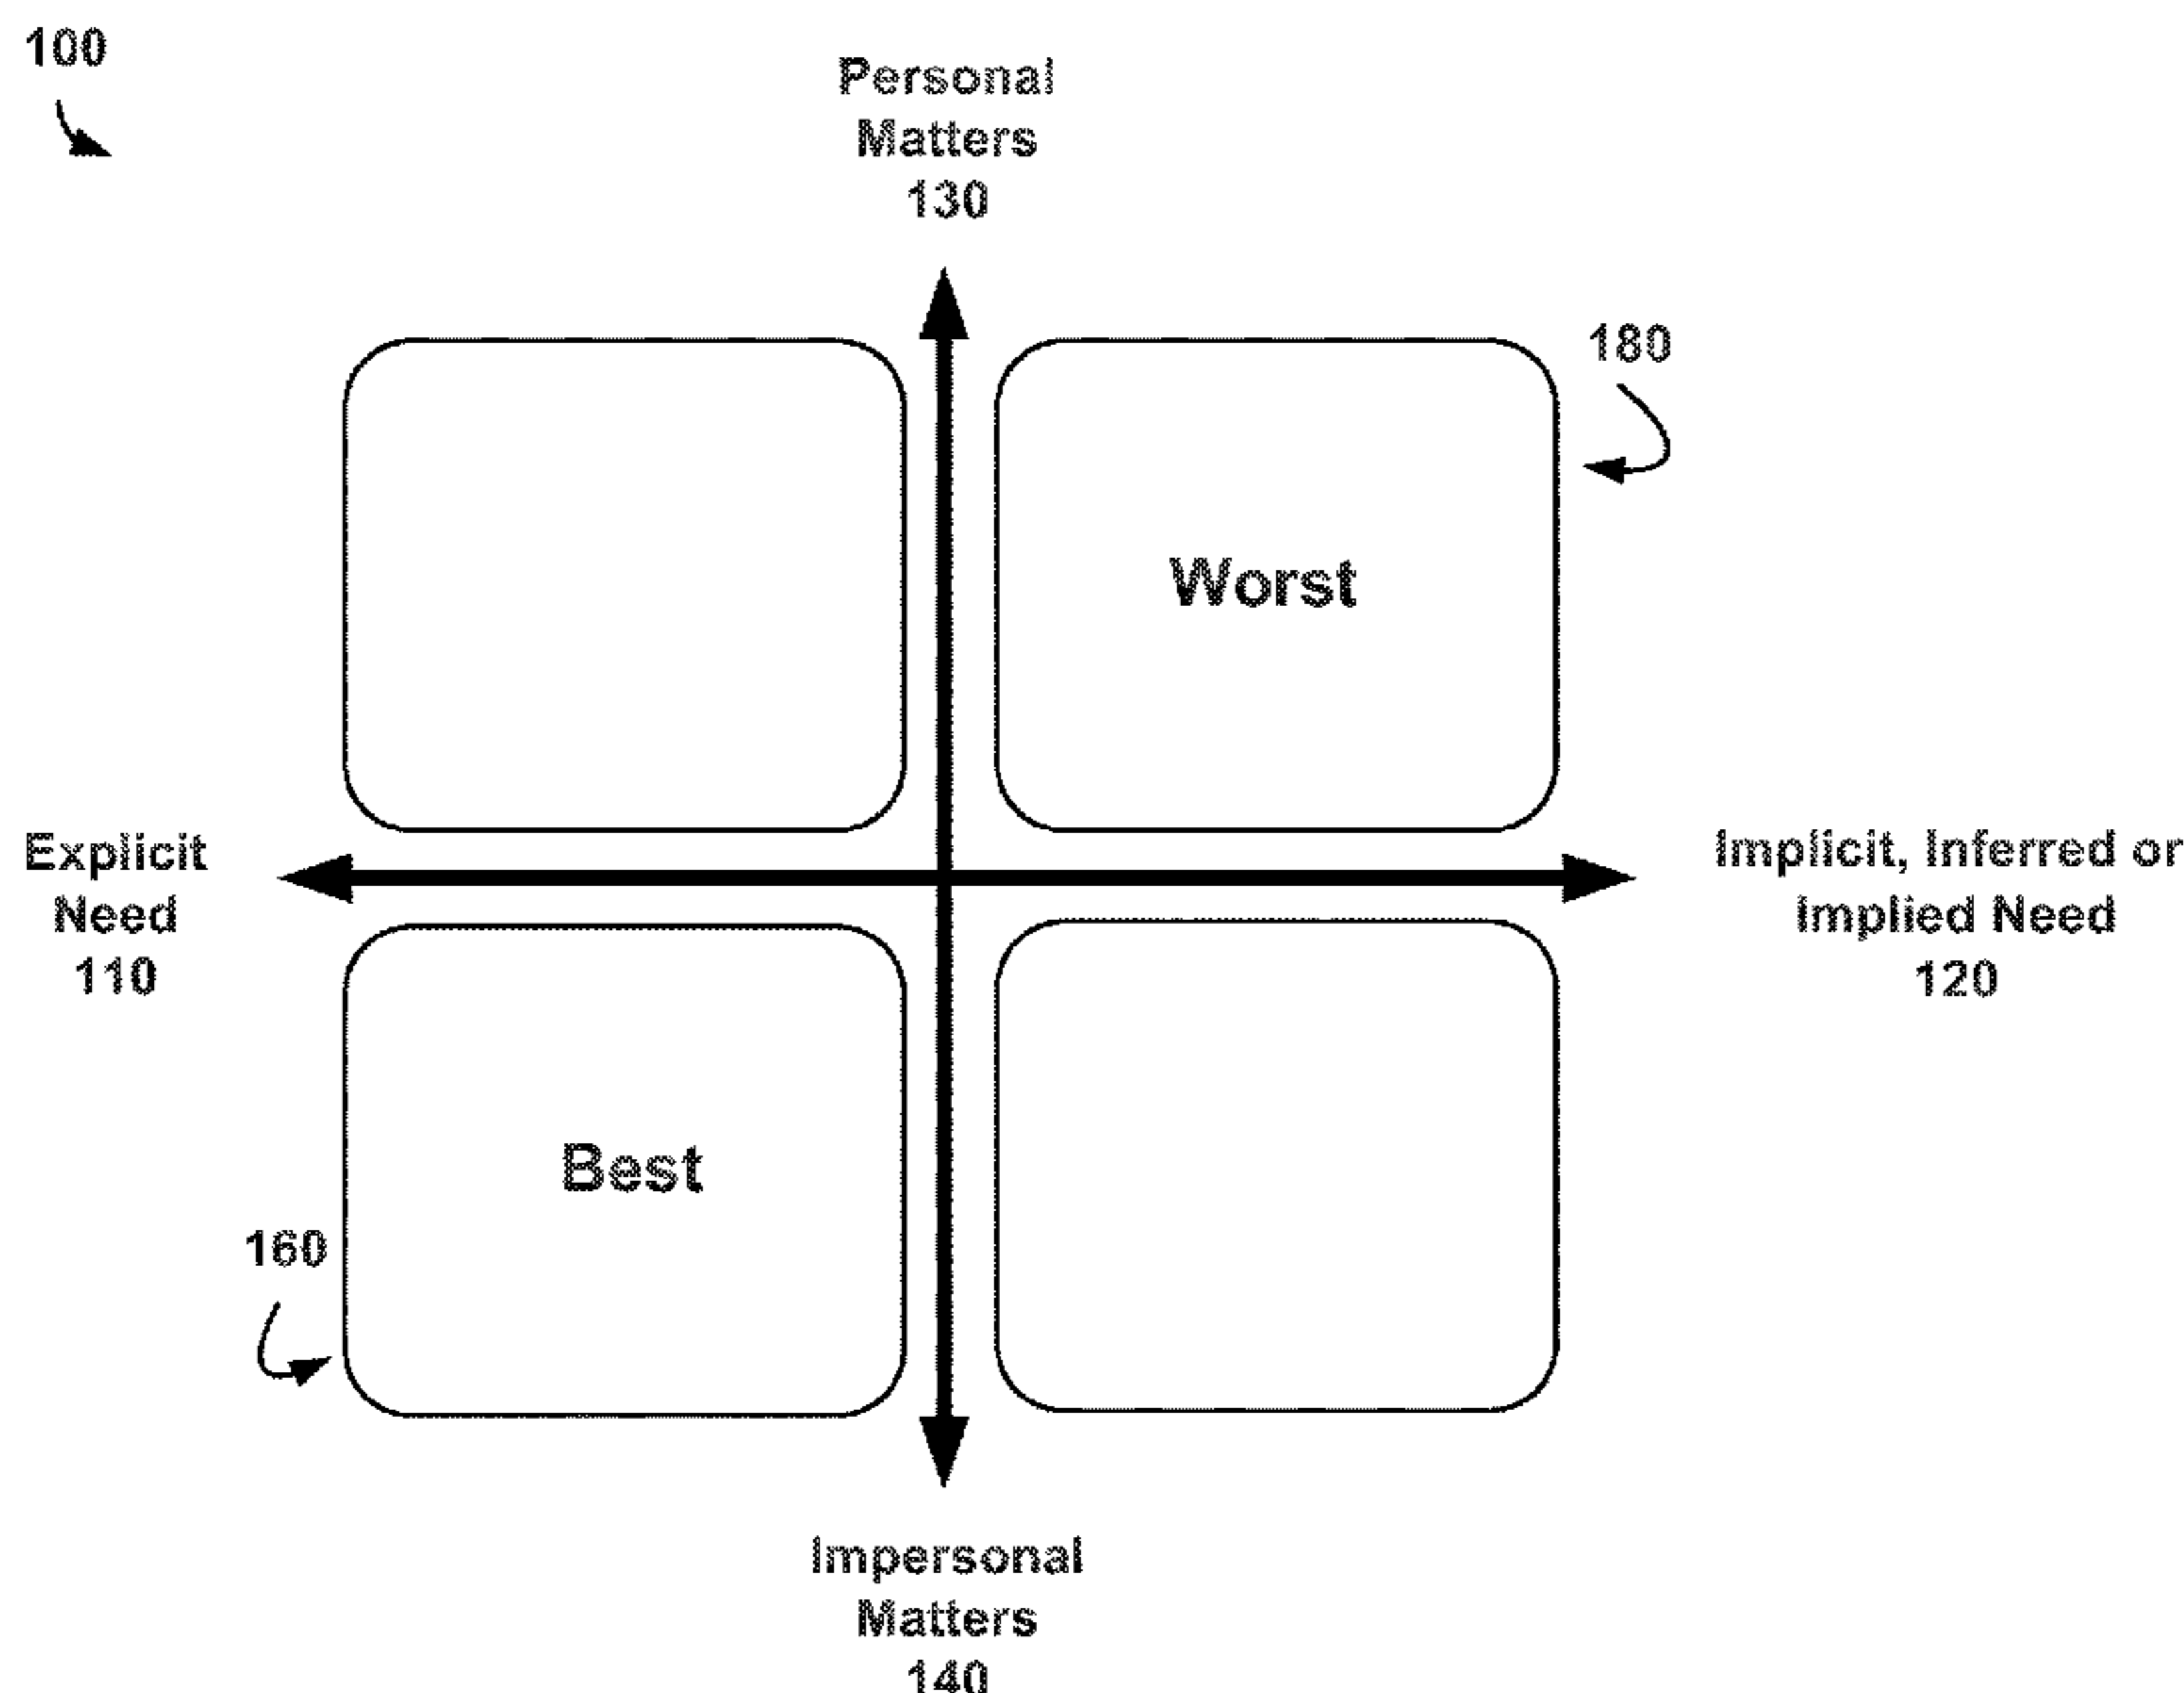 100
Personal
Matters
130
180
Worst
Explicit
Need
110
Implicit, Inferred or
Implied Need
120
Best
160
Impersonal
Matters
140